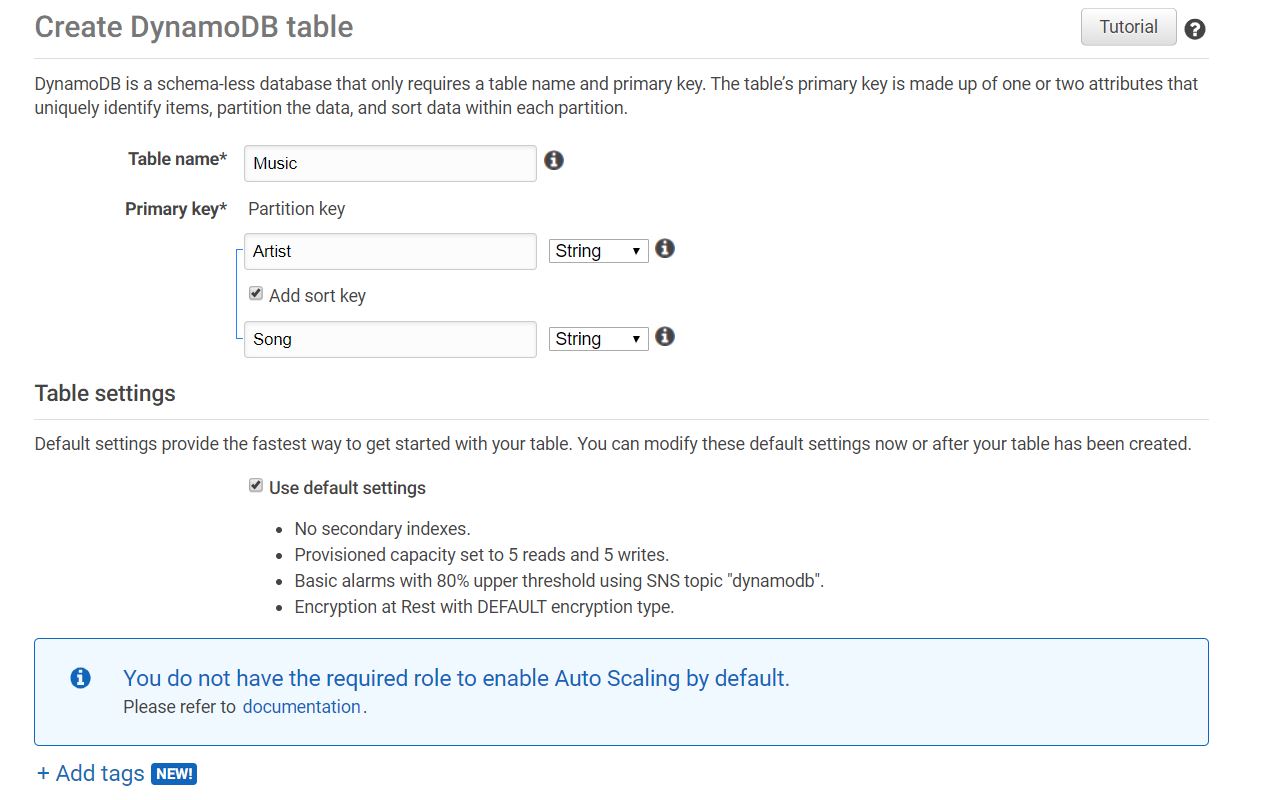 Create DynamoDB table
Tutorial
DynamoDB is a schema-less database that only requires a table name and primary key. The table’s primary key is made up of one or two attributes that
uniquely identify items, partition the data, and sort data within each partition.
Table name* Music
Primary key* Partition key
Artist String
Add sort key
Song String
Table settings
Default settings provide the fastest way to get started with your table. You can modify these default settings now or after your table has been created.
Use default settings
• No secondary indexes.
• Provisioned capacity set to 5 reads and 5 writes.
• Basic alarms with 80% upper threshold using SNS topic "dynamodb".
• Encryption at Rest with DEFAULT encryption type.
You do not have the required role to enable Auto Scaling by default.
Please refer to documentation.
+ Add tags NEW!